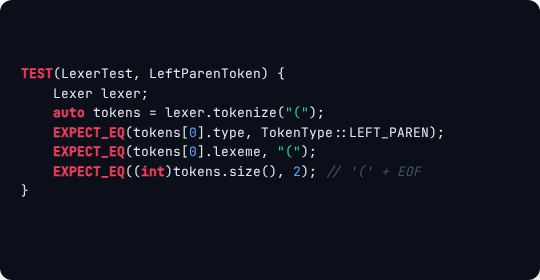 TEST(LexerTest, LeftParenToken) {
    Lexer lexer;
    auto tokens = lexer.tokenize("(");
    EXPECT_EQ(tokens[0].type, TokenType::LEFT_PAREN);
    EXPECT_EQ(tokens[0].lexeme, "(");
    EXPECT_EQ((int)tokens.size(), 2); // '(' + EOF
}